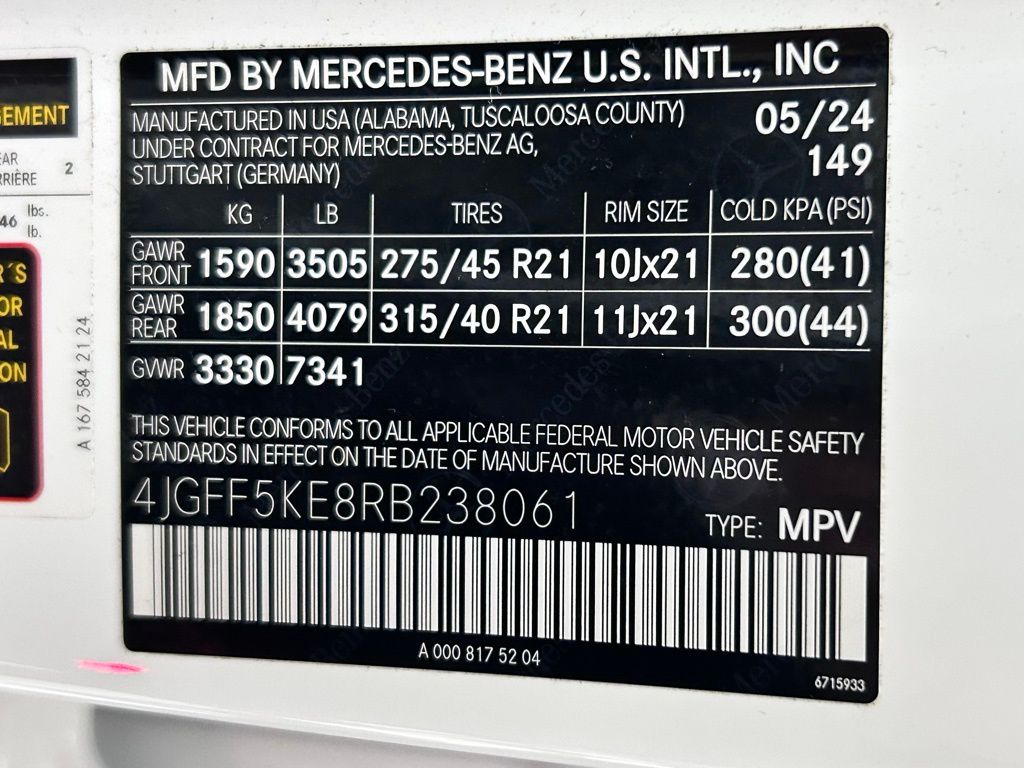 MFD BY MERCEDES-BENZ U.S. INTL., INC
MANUFACTURED IN USA (ALABAMA, TUSCALOOSA COUNTY)
UNDER CONTRACT FOR MERCEDES-BENZ AG,
STUTTGART (GERMANY)
05/24
149
KG LB TIRES RIM SIZE COLD KPA (PSI)
GAWR FRONT 1590 3505 275/45 R21 10Jx21 280(41)
GAWR REAR 1850 4079 315/40 R21 11Jx21 300(44)
GVWR 3330 7341
THIS VEHICLE CONFORMS TO ALL APPLICABLE FEDERAL MOTOR VEHICLE SAFETY
STANDARDS IN EFFECT ON THE DATE OF MANUFACTURE SHOWN ABOVE.
4JGFF5KE8RB238061
TYPE: MPV
A 000 817 52 04
6715933
2
46 lbs.
lb.
A 167 584 21 24